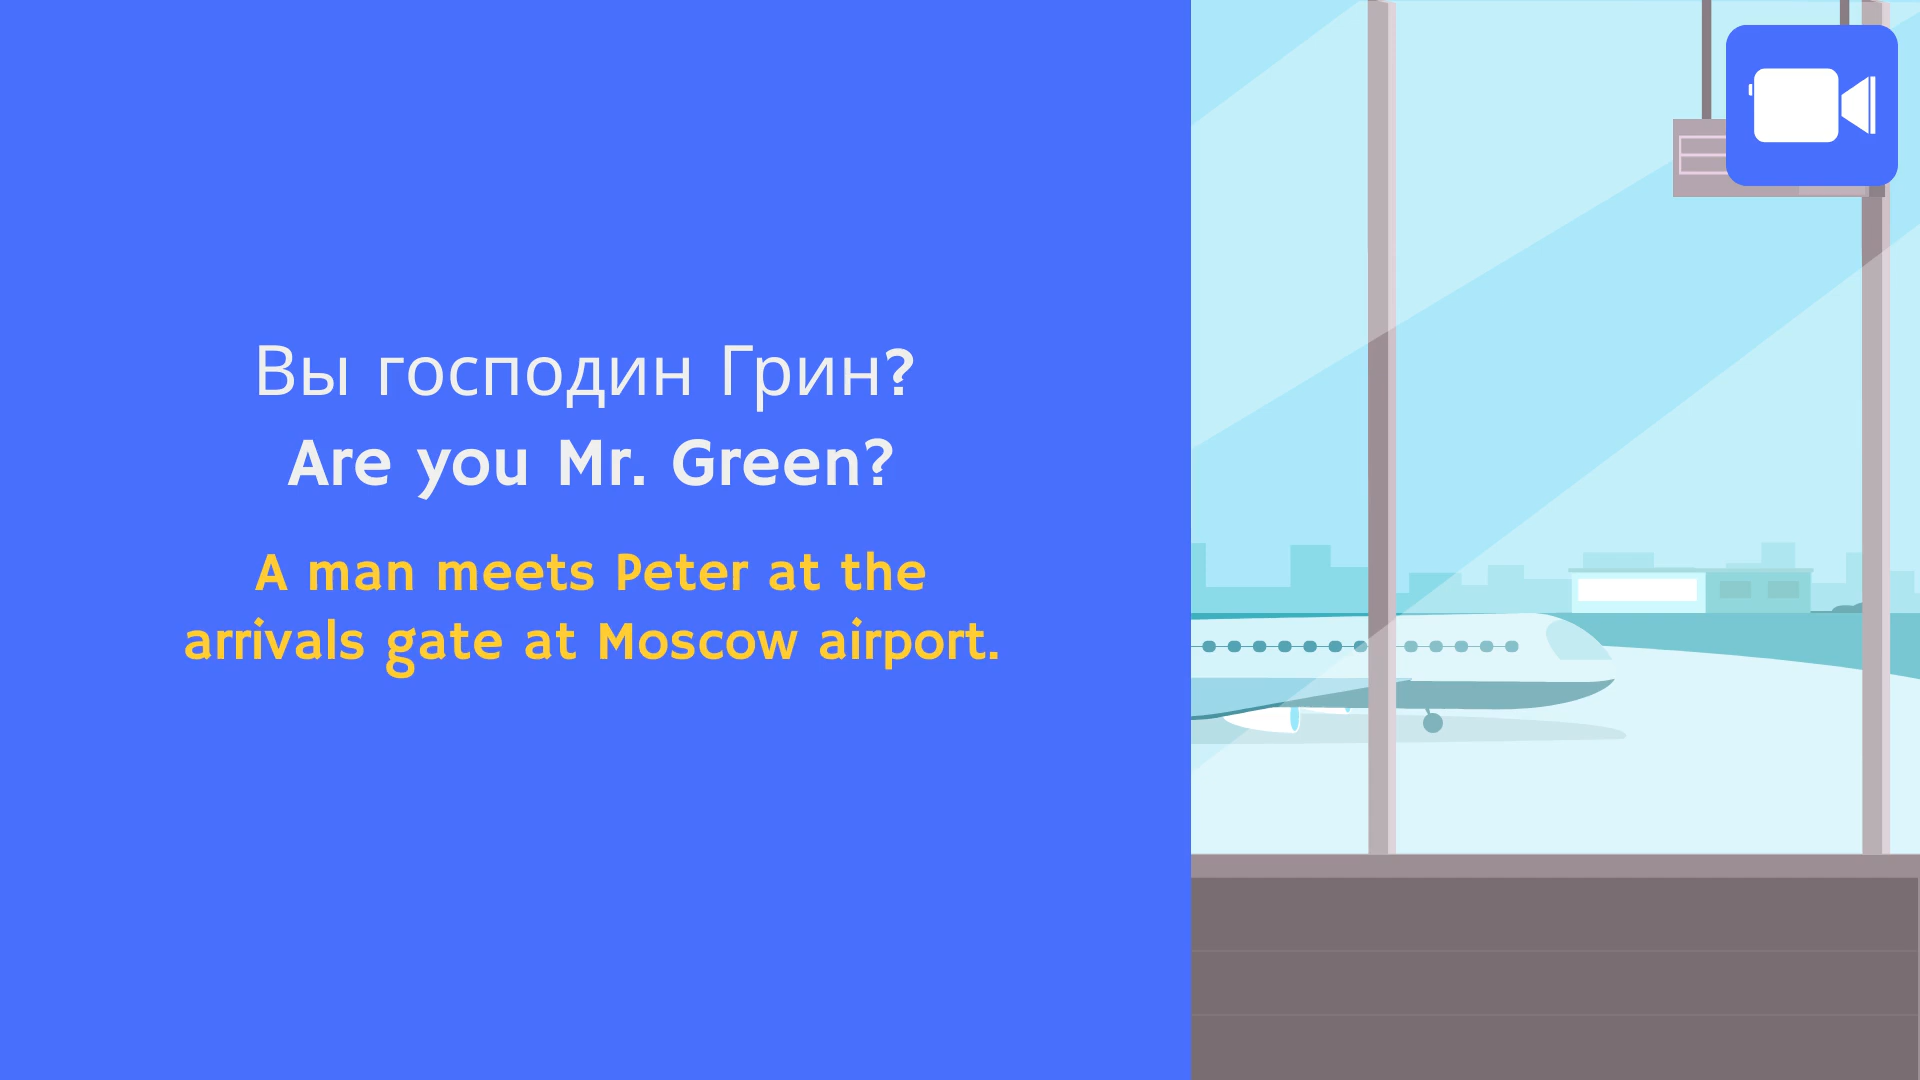 Вы господин Грин?
Are you Mr. Green?
A man meets Peter at the
arrivals gate at Moscow airport.